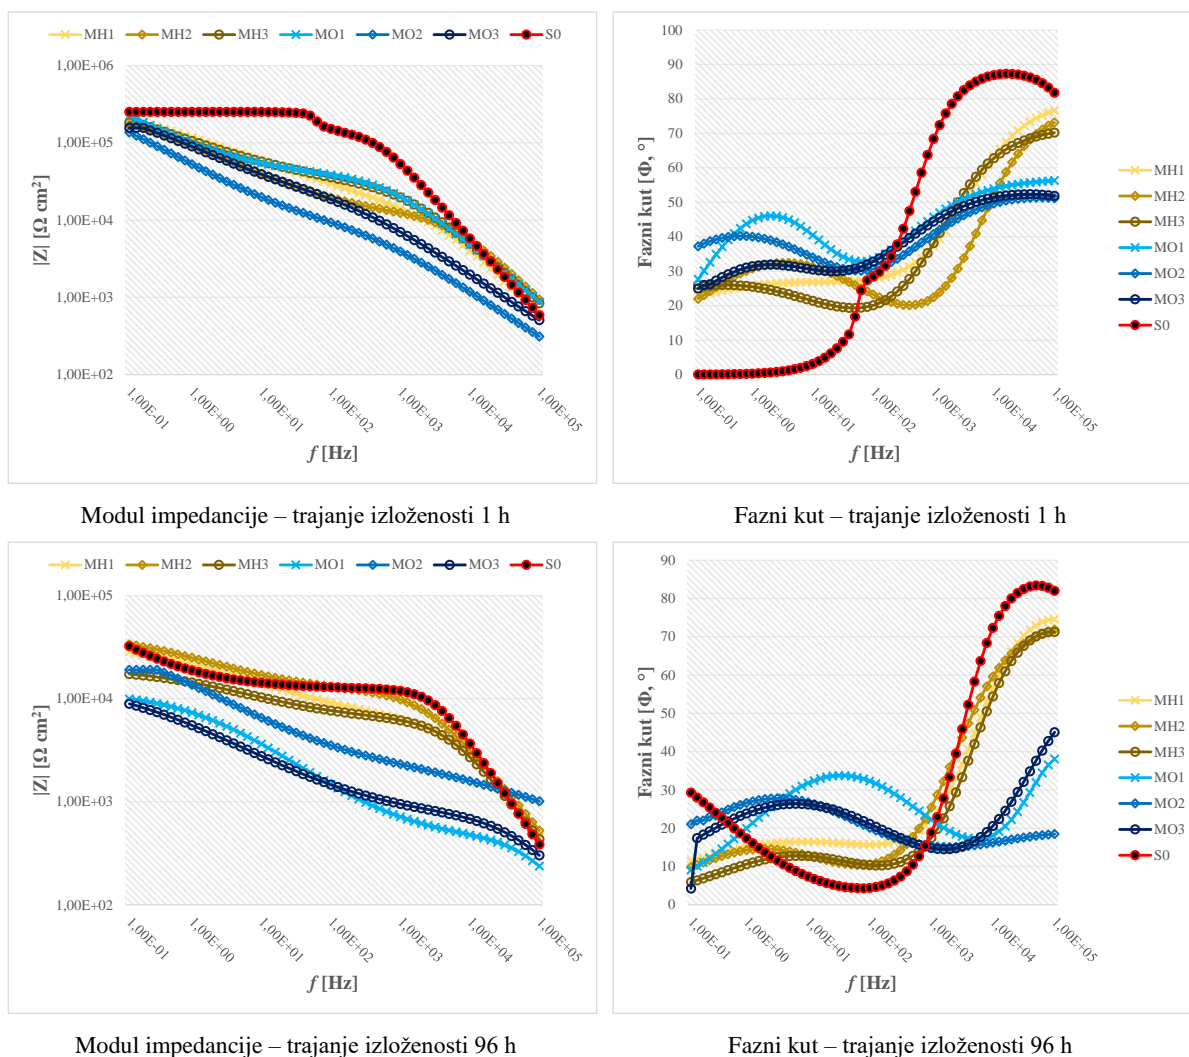 MH1 MH2 MH3 MO1 MO2 MO3 S0
1,00E+06
1,00E+05
1,00E+04
1,00E+03
1,00E+02
|Z| [Ω cm²]
1,00E-01 1,00E+00 1,00E+01 1,00E+02 1,00E+03 1,00E+04 1,00E+05
f [Hz]
100
90
80
70
60
50
40
30
20
10
0
Fazni kut [Φ, °]
1,00E-01 1,00E+00 1,00E+01 1,00E+02 1,00E+03 1,00E+04 1,00E+05
f [Hz]
MH1
MH2
MH3
MO1
MO2
MO3
S0
Modul impedancije – trajanje izloženosti 1 h
Fazni kut – trajanje izloženosti 1 h
MH1 MH2 MH3 MO1 MO2 MO3 S0
1,00E+05
1,00E+04
1,00E+03
1,00E+02
|Z| [Ω cm²]
1,00E-01 1,00E+00 1,00E+01 1,00E+02 1,00E+03 1,00E+04 1,00E+05
f [Hz]
90
80
70
60
50
40
30
20
10
0
Fazni kut [Φ, °]
1,00E-01 1,00E+00 1,00E+01 1,00E+02 1,00E+03 1,00E+04 1,00E+05
f [Hz]
MH1
MH2
MH3
MO1
MO2
MO3
S0
Modul impedancije – trajanje izloženosti 96 h
Fazni kut – trajanje izloženosti 96 h